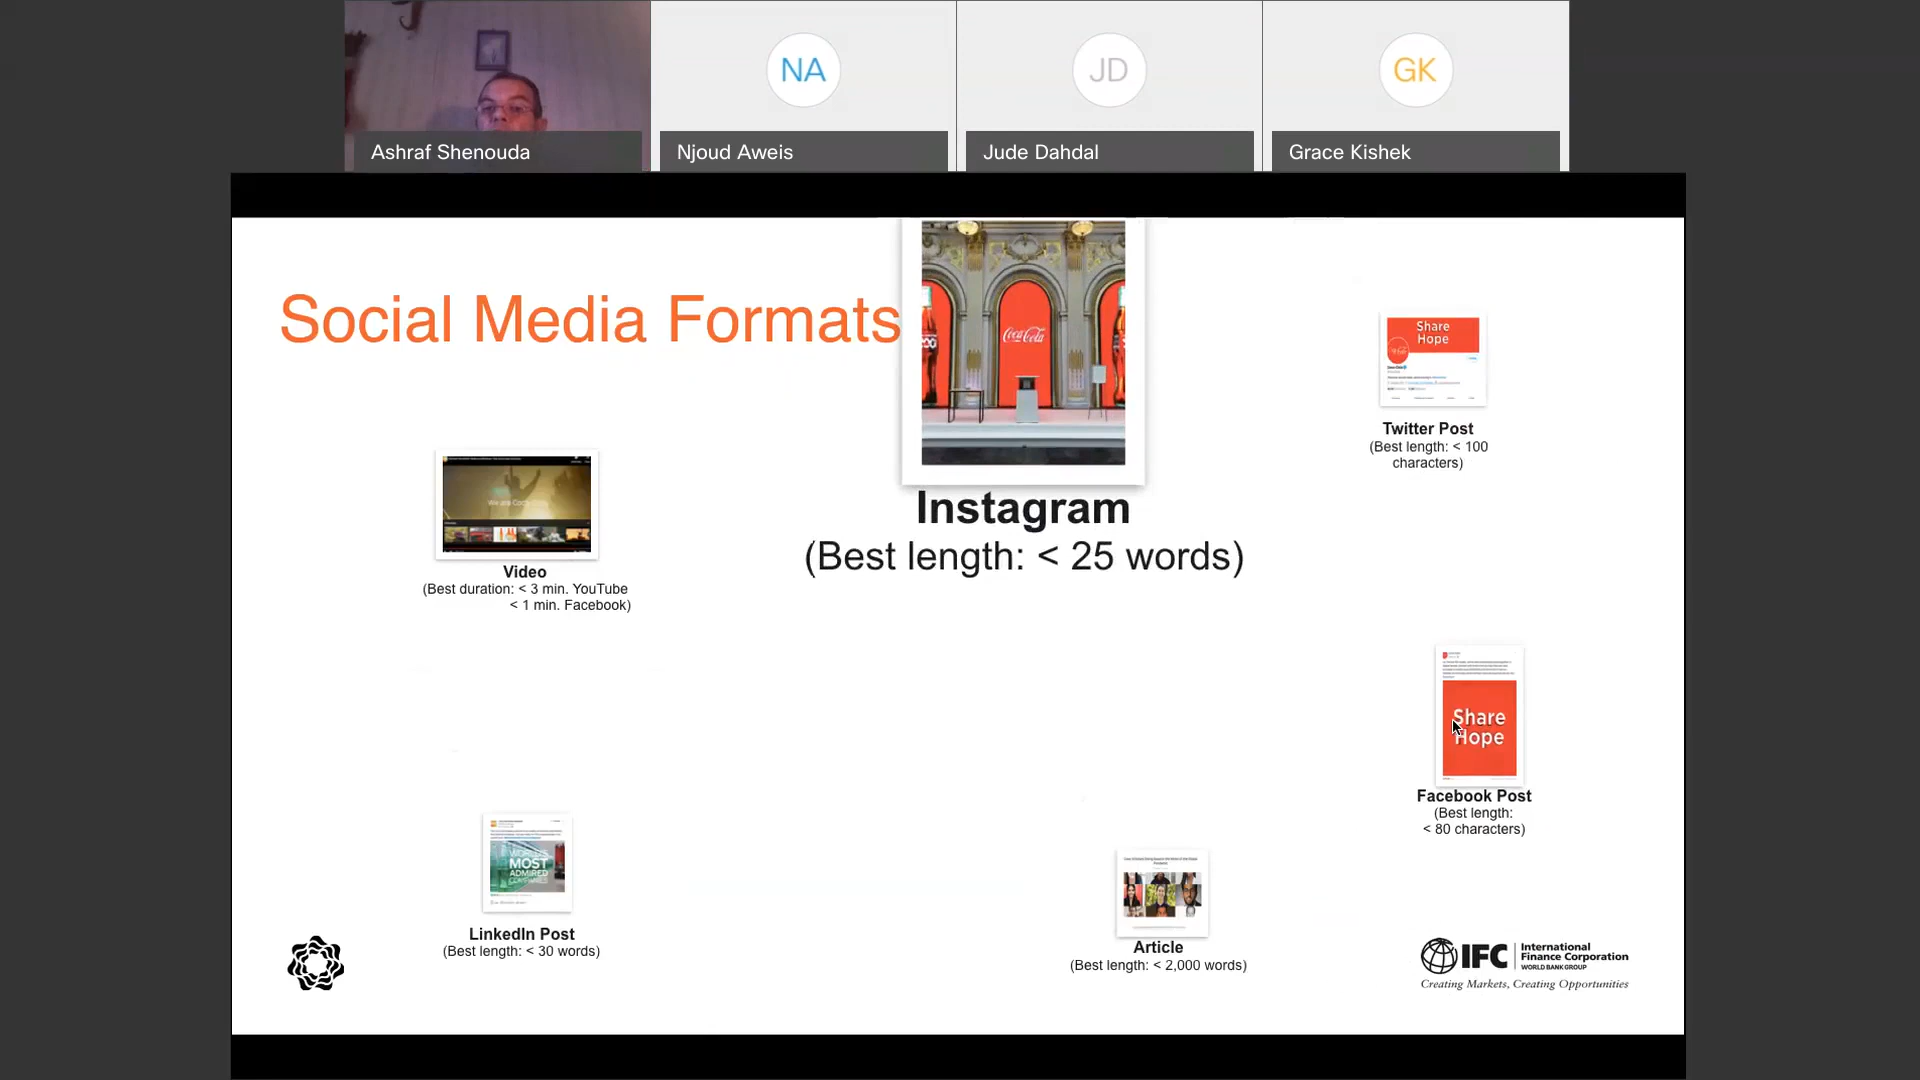 NA
JD
GK
Ashraf Shenouda
Njoud Aweis
Jude Dahdal
Grace Kishek
Social Media Formats
Coca-Cola
Instagram
(Best length: < 25 words)
Share
Hope
Twitter Post
(Best length: < 100
characters)
Video
(Best duration: < 3 min. YouTube
< 1 min. Facebook)
Share
Hope
Facebook Post
(Best length:
< 80 characters)
WORLD'S
MOST
ADMIRED
COMPANIES
LinkedIn Post
(Best length: < 30 words)
Article
(Best length: < 2,000 words)
IFC
International
Finance Corporation
WORLD BANK GROUP
Creating Markets, Creating Opportunities